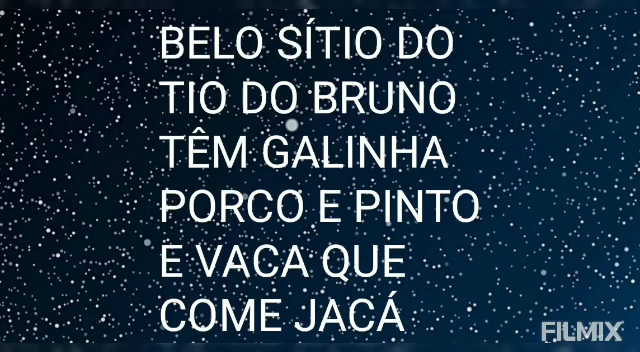 BELO SÍTIO DO
TIO DO BRUNO
TÊM GALINHA
PORCO E PINTO
E VACA QUE
COME JACÁ
FILMIX